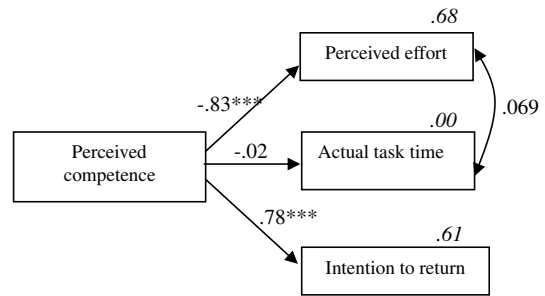 .68
Perceived effort
-.83***
.069
.00
Perceived
competence
-.02
Actual task time
.78***
.61
Intention to return